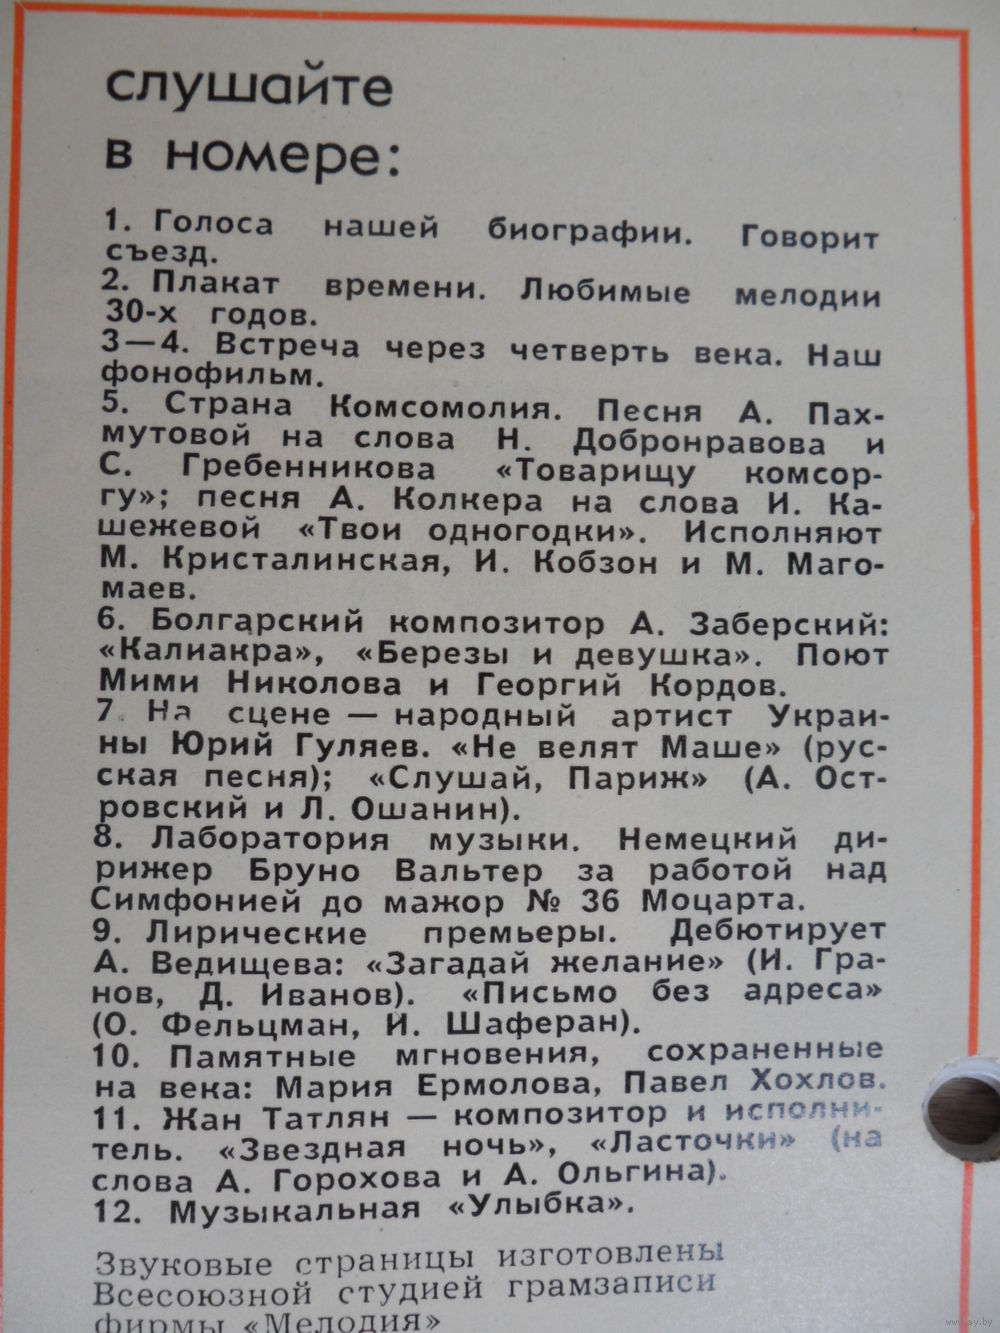 слушайте
в номере:
1. Голоса нашей биографии. Говорит
съезд.
2. Плакат времени. Любимые мелодии
30-х годов.
3—4. Встреча через четверть века. Наш
фонофильм.
5. Страна Комсомолия. Песня А. Пах-
мутовой на слова Н. Добронравова и
С. Гребенникова «Товарищу комсор-
гу»; песня А. Колкера на слова И. Ка-
шежевой «Твои одногодки». Исполняют
М. Кристалинская, И. Кобзон и М. Маго-
маев.
6. Болгарский композитор А. Заберский:
«Калиакра», «Березы и девушка». Поют
Мими Николова и Георгий Кордов.
7. На сцене — народный артист Украи-
ны Юрий Гуляев. «Не велят Маше» (рус-
ская песня); «Слушай, Париж» (А. Ост-
ровский и Л. Ошанин).
8. Лаборатория музыки. Немецкий ди-
рижер Бруно Вальтер за работой над
Симфонией до мажор № 36 Моцарта.
9. Лирические премьеры. Дебютирует
А. Ведищева: «Загадай желание» (И. Гра-
нов, Д. Иванов). «Письмо без адреса»
(О. Фельцман, И. Шаферан).
10. Памятные мгновения, сохраненные
на века: Мария Ермолова, Павел Хохлов.
11. Жан Татлян — композитор и исполни-
тель. «Звездная ночь», «Ласточки» (на
слова А. Горохова и А. Ольгина).
12. Музыкальная «Улыбка».
Звуковые страницы изготовлены
Всесоюзной студией грамзаписи
фирмы «Мелодия»